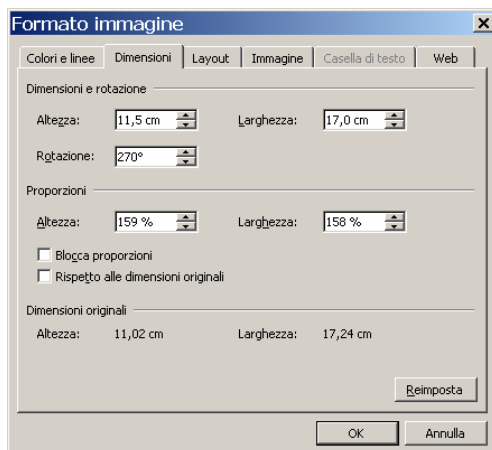 Formato immagine
Colori e linee Dimensioni Layout Immagine Casella di testo Web
Dimensioni e rotazione
Altezza: 11,5 cm Larghezza: 17,0 cm
Rotazione: 270°
Proporzioni
Altezza: 159 % Larghezza: 158 %
Blocca proporzioni
Rispetto alle dimensioni originali
Dimensioni originali
Altezza: 11,02 cm Larghezza: 17,24 cm
Reimposta
OK Annulla